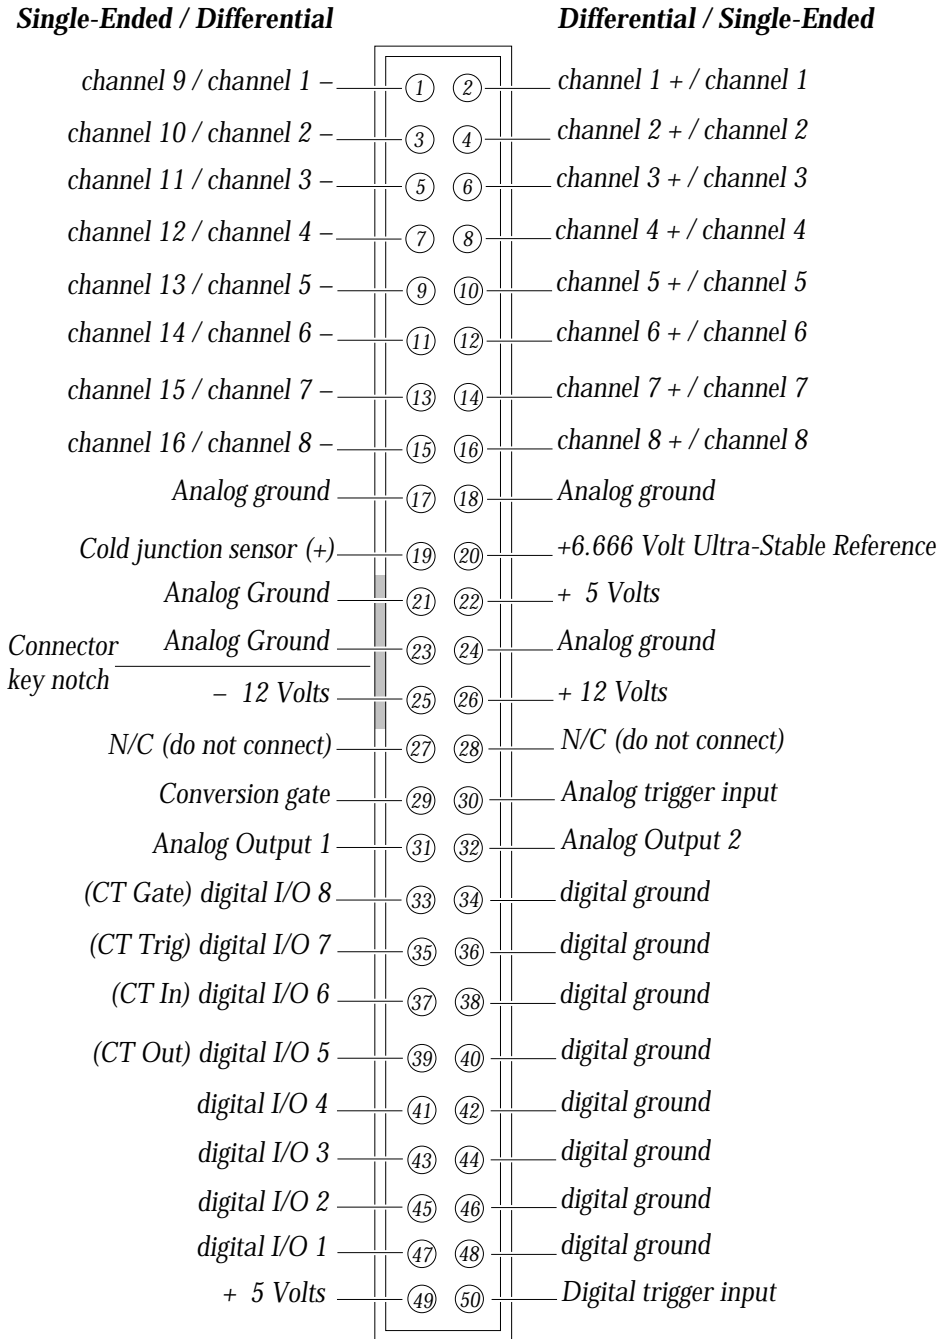 Single-Ended / Differential Differential / Single-Ended
channel 9 / channel 1 – 1 2 channel 1 + / channel 1
channel 10 / channel 2 – 3 4 channel 2 + / channel 2
channel 11 / channel 3 – 5 6 channel 3 + / channel 3
channel 12 / channel 4 – 7 8 channel 4 + / channel 4
channel 13 / channel 5 – 9 10 channel 5 + / channel 5
channel 14 / channel 6 – 11 12 channel 6 + / channel 6
channel 15 / channel 7 – 13 14 channel 7 + / channel 7
channel 16 / channel 8 – 15 16 channel 8 + / channel 8
Analog ground 17 18 Analog ground
Cold junction sensor (+) 19 20 +6.666 Volt Ultra-Stable Reference
Analog Ground 21 22 + 5 Volts
Analog Ground 23 24 Analog ground
Connector
key notch
– 12 Volts 25 26 + 12 Volts
N/C (do not connect) 27 28 N/C (do not connect)
Conversion gate 29 30 Analog trigger input
Analog Output 1 31 32 Analog Output 2
(CT Gate) digital I/O 8 33 34 digital ground
(CT Trig) digital I/O 7 35 36 digital ground
(CT In) digital I/O 6 37 38 digital ground
(CT Out) digital I/O 5 39 40 digital ground
digital I/O 4 41 42 digital ground
digital I/O 3 43 44 digital ground
digital I/O 2 45 46 digital ground
digital I/O 1 47 48 digital ground
+ 5 Volts 49 50 Digital trigger input